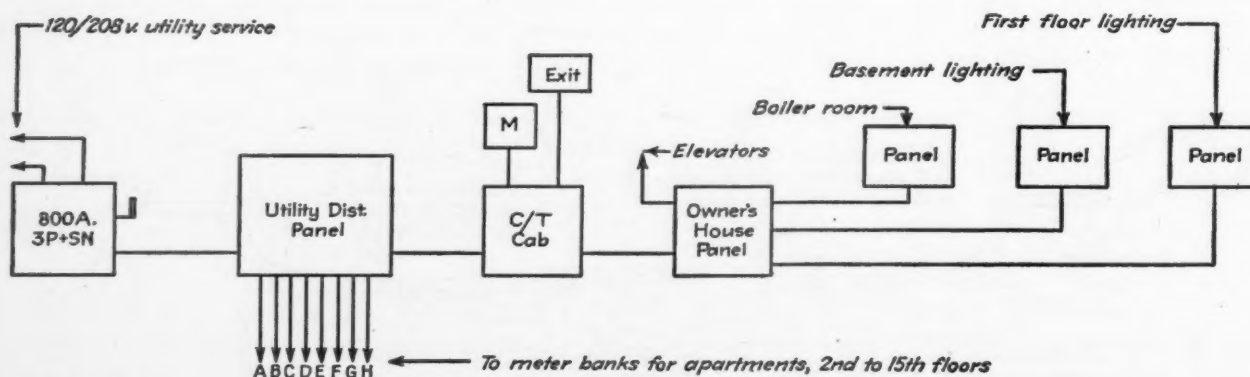 120/208 v. utility service
First floor lighting
Exit
Basement lighting
M
Boiler room
Elevators
Panel
Panel
Panel
800A.
3P+SN
Utility Dist
Panel
C/T
Cab
Owner's
House
Panel
A B C D E F G H
To meter banks for apartments, 2nd to 15th floors